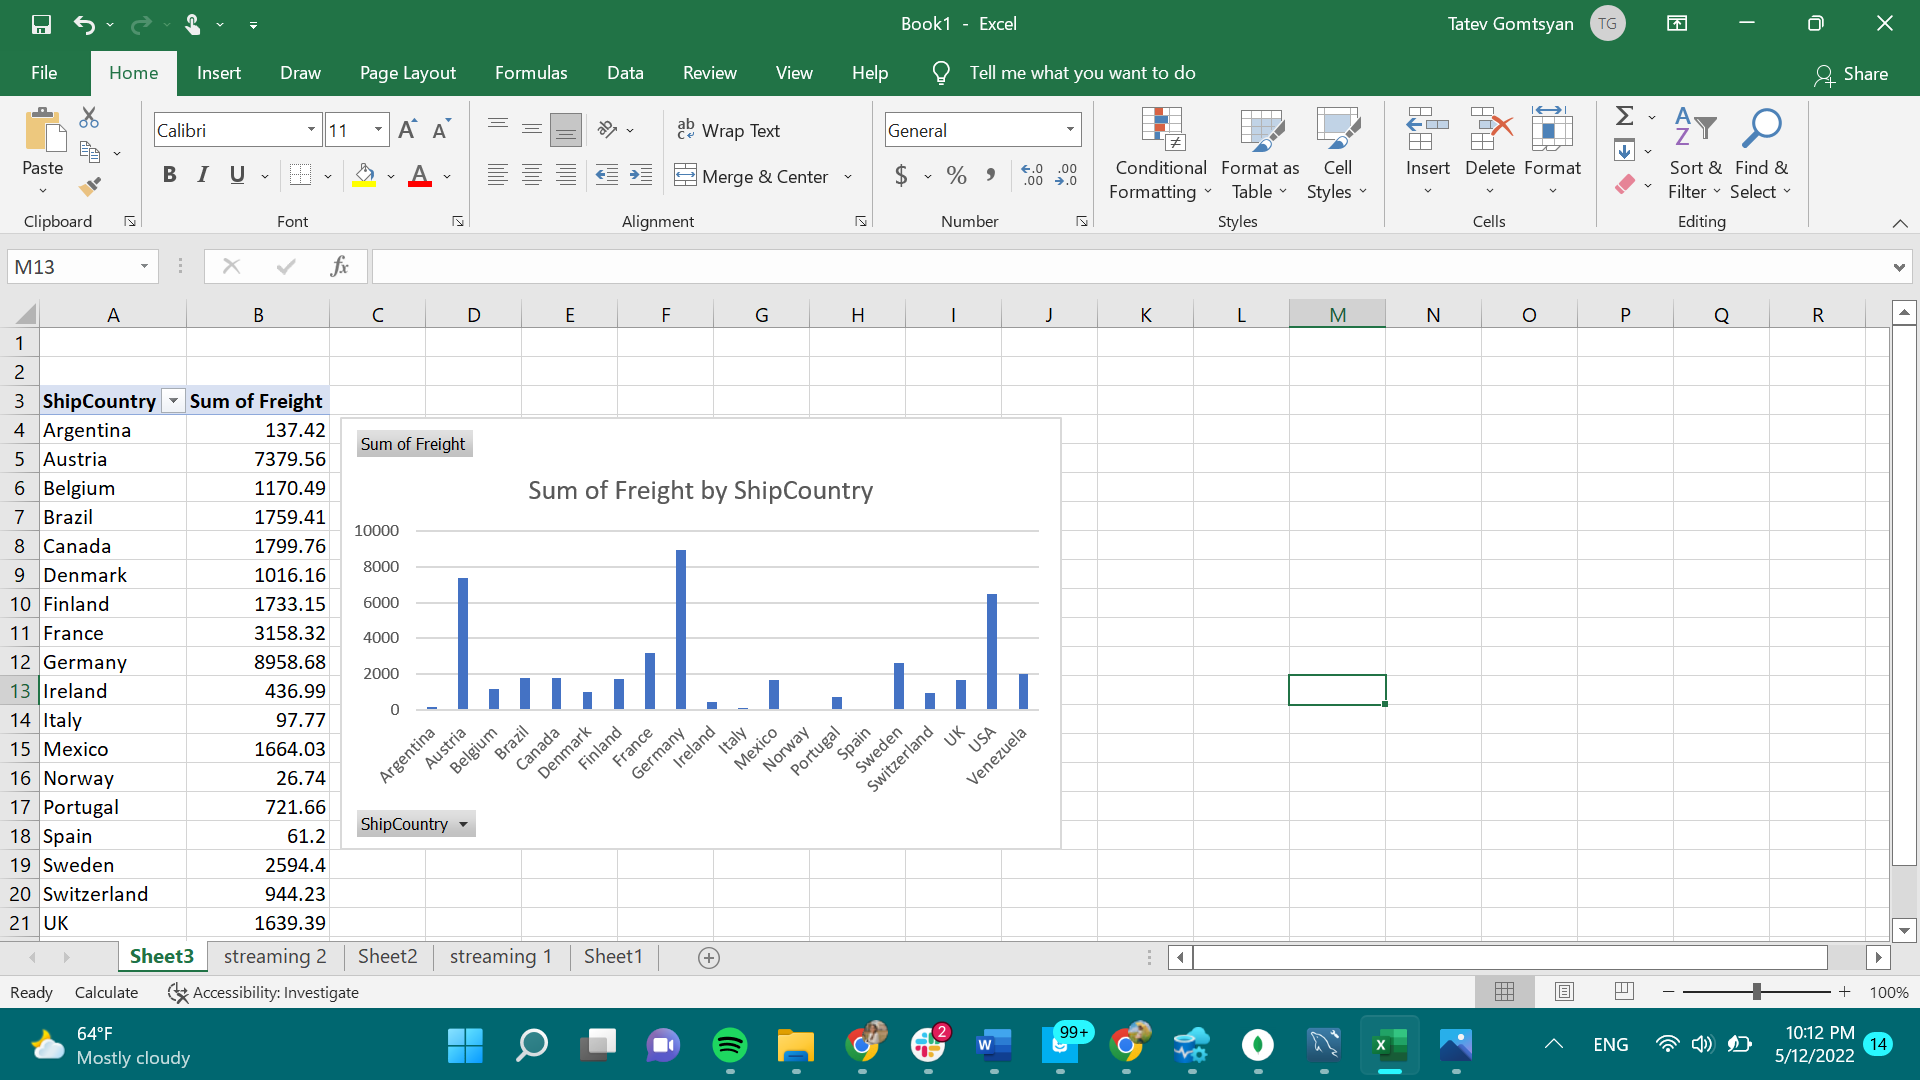 Book1 - Excel
Tatev Gomtsyan TG
File Home Insert Draw Page Layout Formulas Data Review View Help Tell me what you want to do Share
Paste
Clipboard
Calibri 11
B I U A
Font
Wrap Text
Merge & Center
Alignment
General
$ % ,
Number
Conditional Formatting
Format as Table
Cell Styles
Styles
Insert Delete Format
Cells
Sort & Filter
Find & Select
Editing
M13 fx
A B C D E F G H I J K L M N O P Q R
1
2
3 ShipCountry Sum of Freight
4 Argentina 137.42
5 Austria 7379.56
6 Belgium 1170.49
7 Brazil 1759.41
8 Canada 1799.76
9 Denmark 1016.16
10 Finland 1733.15
11 France 3158.32
12 Germany 8958.68
13 Ireland 436.99
14 Italy 97.77
15 Mexico 1664.03
16 Norway 26.74
17 Portugal 721.66
18 Spain 61.2
19 Sweden 2594.4
20 Switzerland 944.23
21 UK 1639.39
Sum of Freight
Sum of Freight by ShipCountry
10000
8000
6000
4000
2000
0
Argentina Austria Belgium Brazil Canada Denmark Finland France Germany Ireland Italy Mexico Norway Portugal Spain Sweden Switzerland UK USA Venezuela
ShipCountry
Sheet3 streaming 2 Sheet2 streaming 1 Sheet1
Ready Calculate Accessibility: Investigate 100%
64°F
Mostly cloudy
2
99+
ENG
10:12 PM
5/12/2022
14